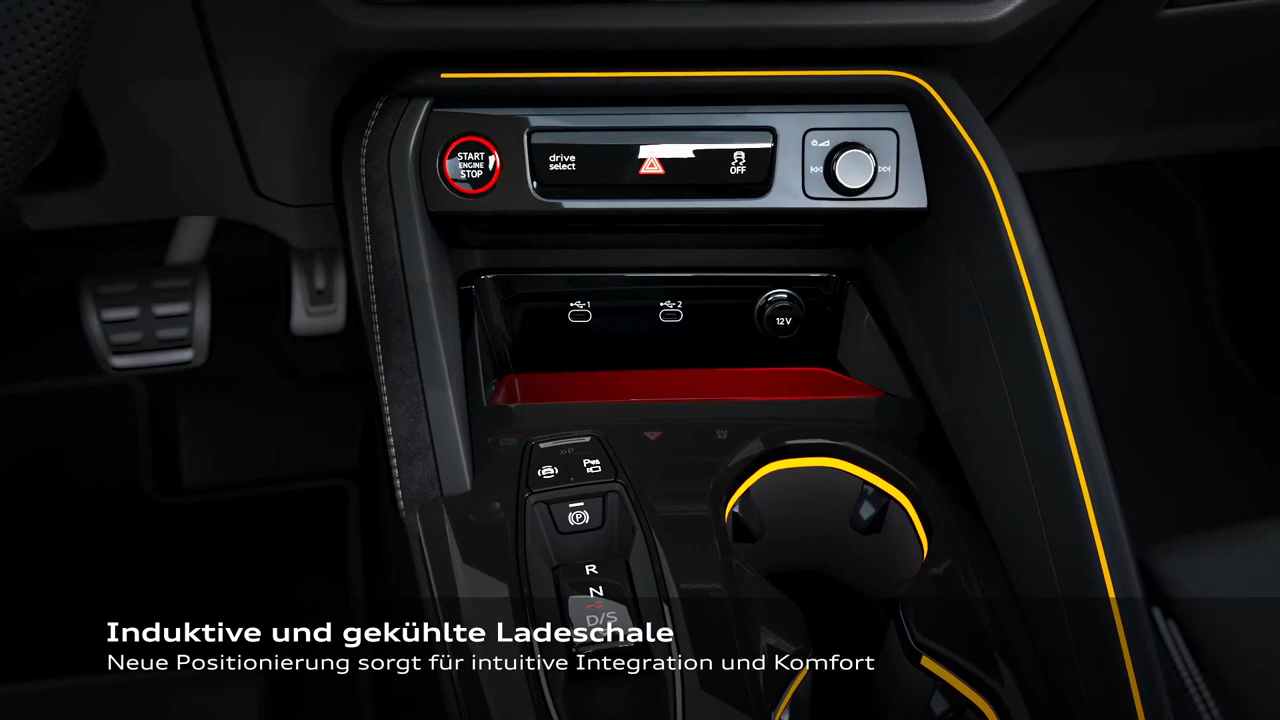 START
ENGINE
STOP
drive
select
OFF
1
2
12V
P
R
N
D/S
Induktive und gekühlte Ladeschale
Neue Positionierung sorgt für intuitive Integration und Komfort